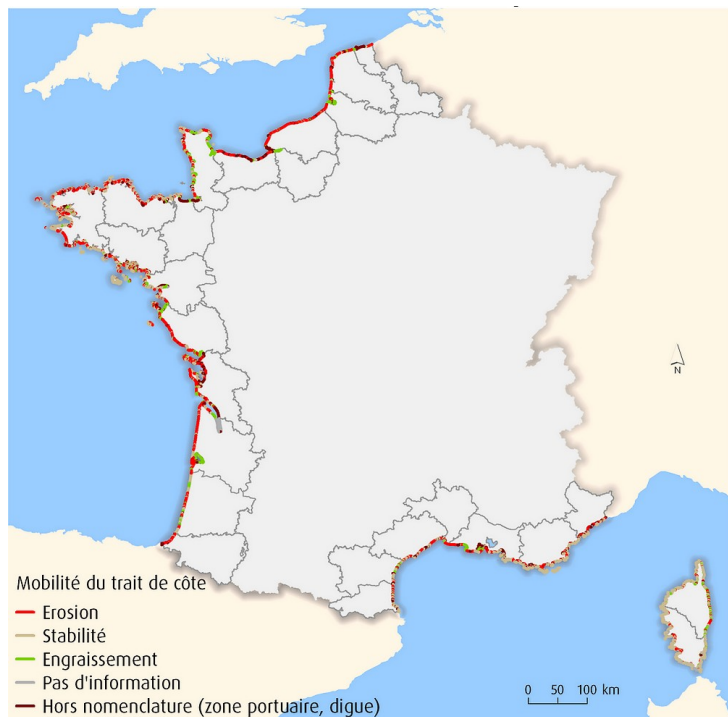 N
Mobilité du trait de côte
Erosion
Stabilité
Engraissement
Pas d'information
Hors nomenclature (zone portuaire, digue)
0 50 100 km